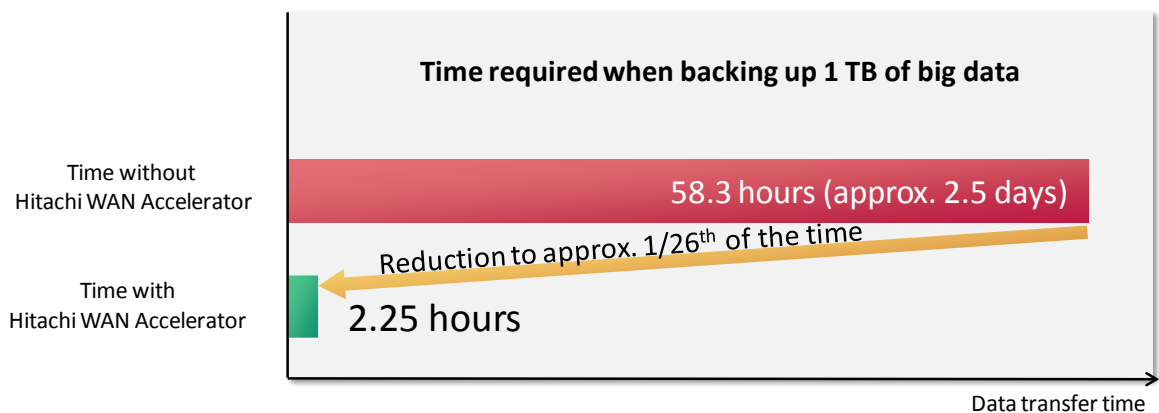 Time required when backing up 1 TB of big data
Time without
Hitachi WAN Accelerator
58.3 hours (approx. 2.5 days)
Reduction to approx. 1/26th of the time
Time with
Hitachi WAN Accelerator
2.25 hours
Data transfer time